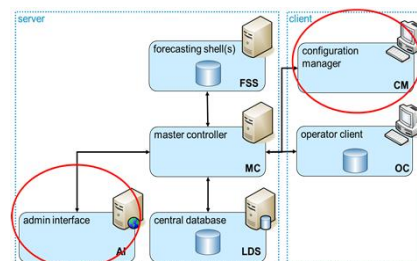 server
client
forecasting shell(s)
FSS
configuration
manager
CM
master controller
MC
operator client
OC
admin interface
AI
central database
LDS